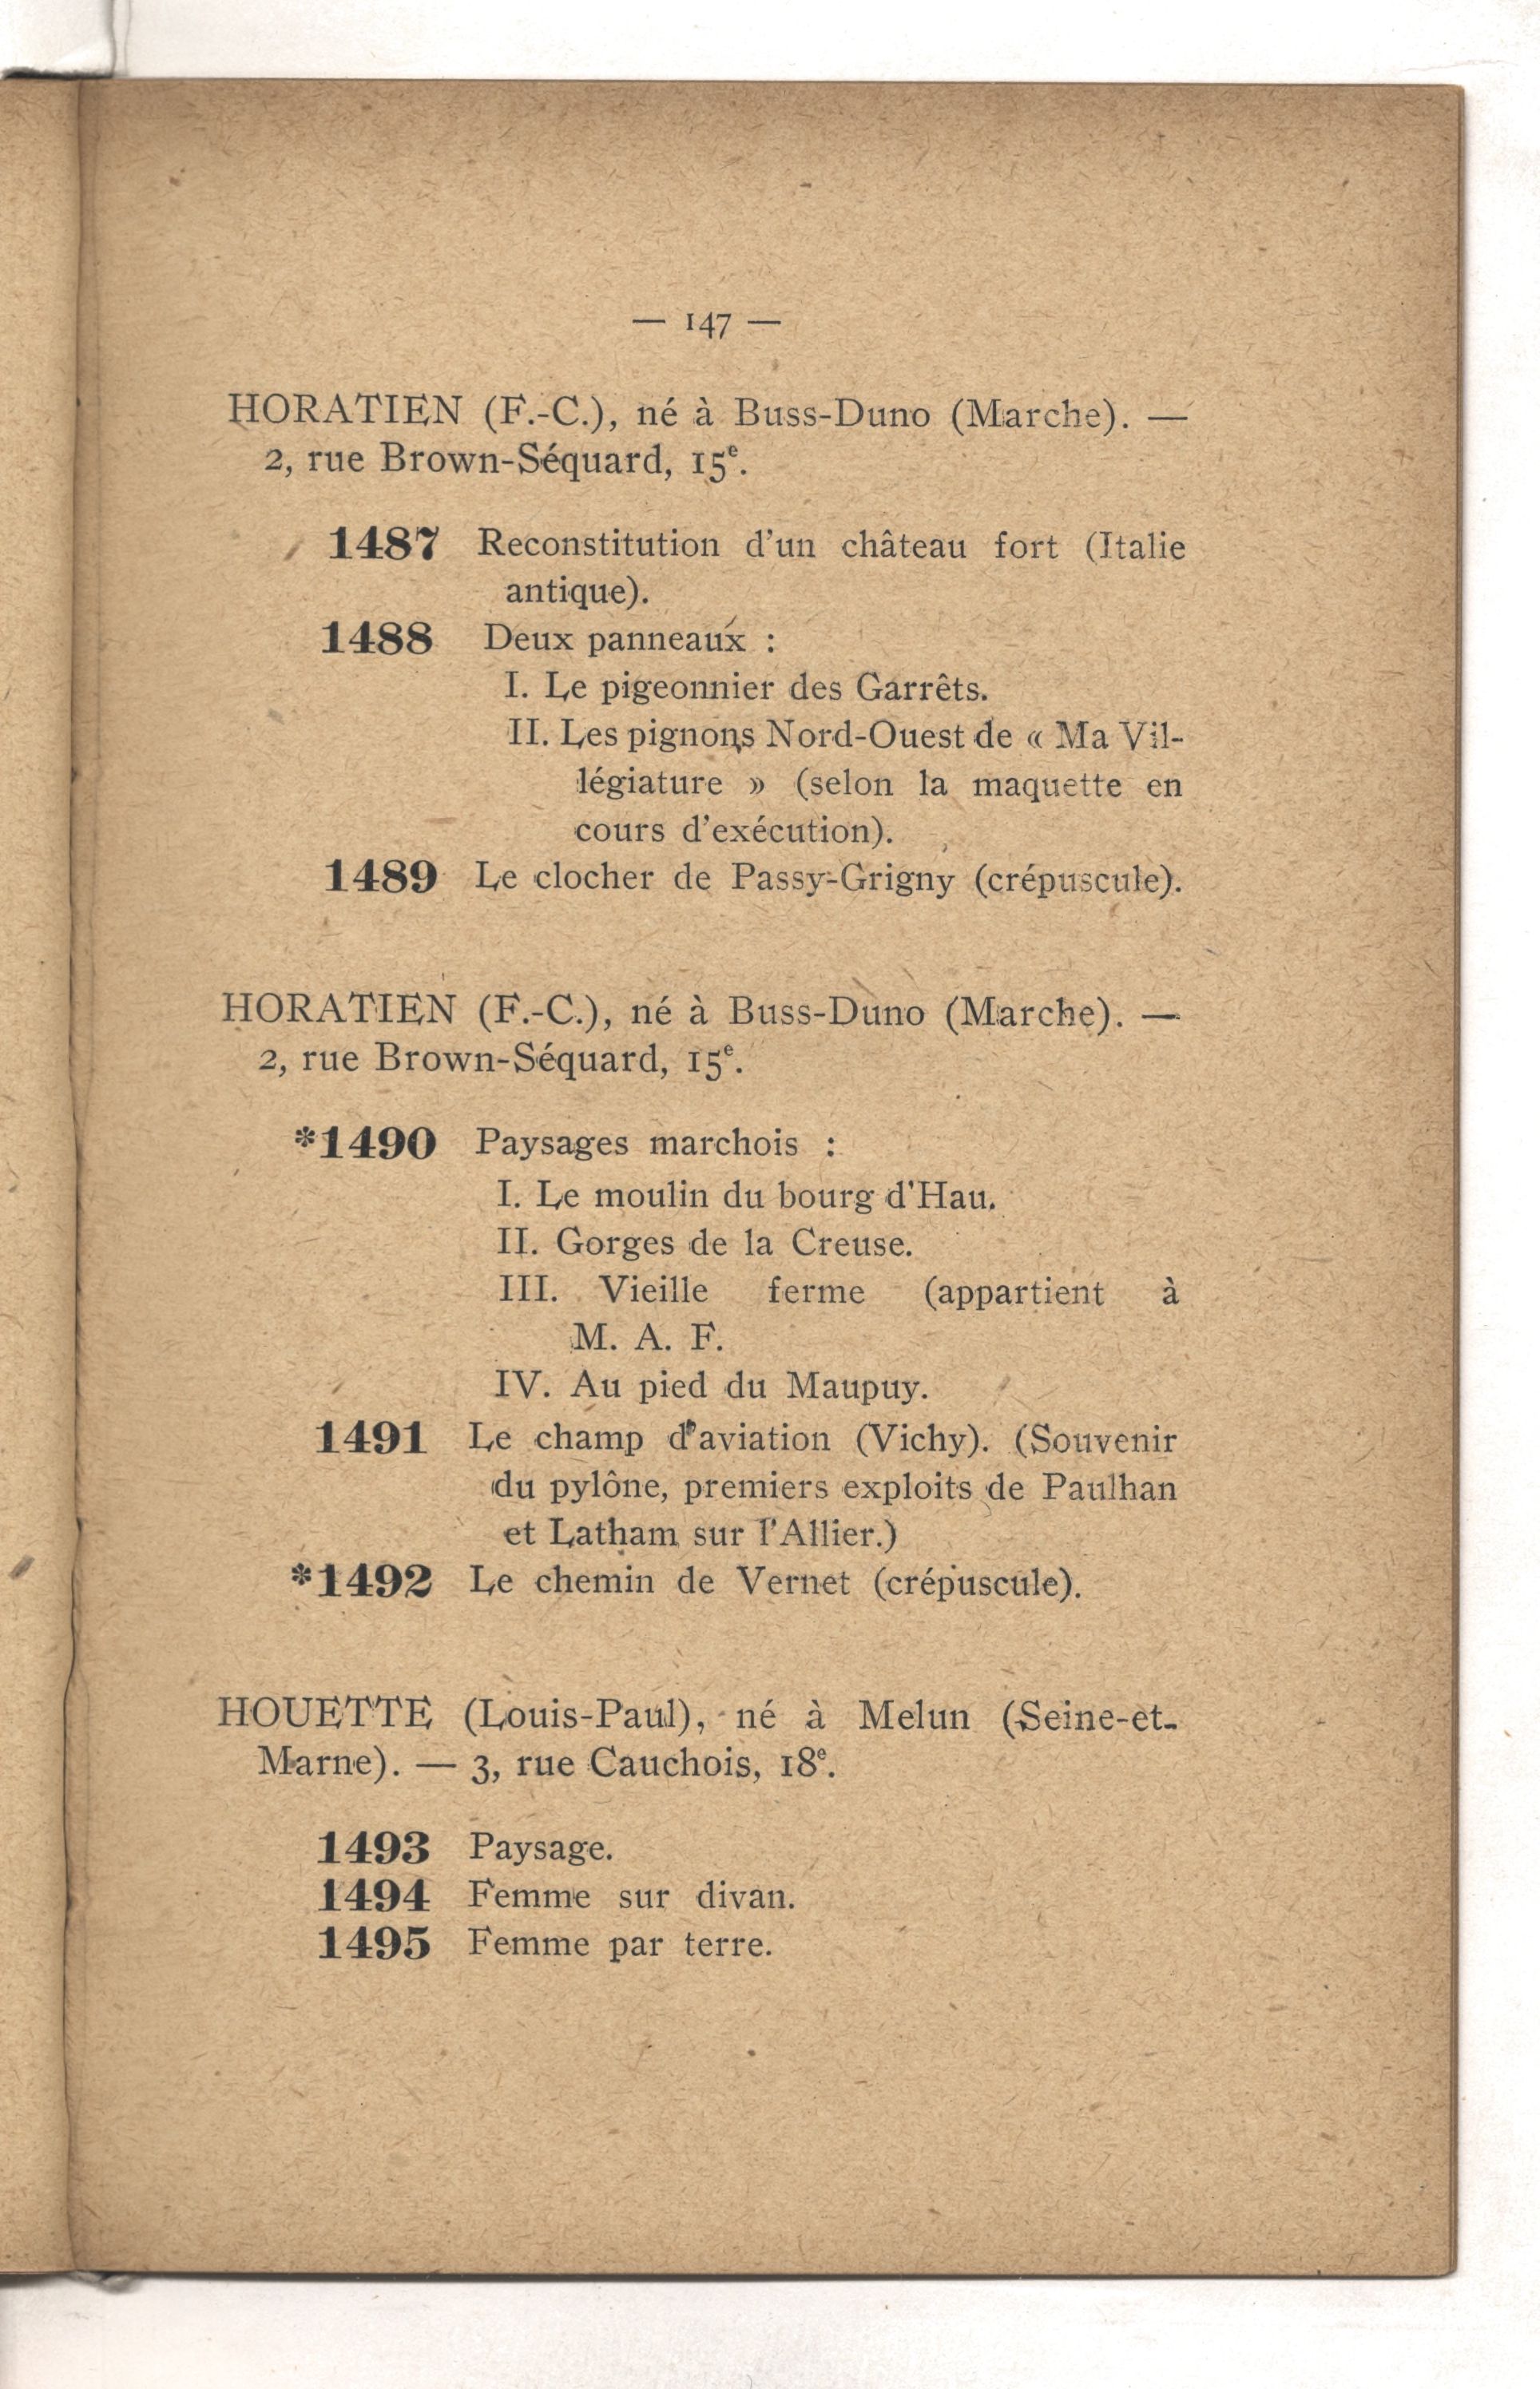 — 147 —
HORATIEN (F.-C.), né à Buss-Duno (Marche). —
2, rue Brown-Séquard, 15e.
1487 Reconstitution d'un château fort (Italie
antique).
1488 Deux panneaux :
I. Le pigeonnier des Garrêts.
II. Les pignons Nord-Ouest de « Ma Vil-
légiature » (selon la maquette en
cours d'exécution).
1489 Le clocher de Passy-Grigny (crépuscule).
HORATIEN (F.-C.), né à Buss-Duno (Marche). —
2, rue Brown-Séquard, 15e.
*1490 Paysages marchois :
I. Le moulin du bourg d'Hau.
II. Gorges de la Creuse.
III. Vieille ferme (appartient à
M. A. F.
IV. Au pied du Maupuy.
1491 Le champ d'aviation (Vichy). (Souvenir
du pylône, premiers exploits de Paulhan
et Latham sur l'Allier.)
*1492 Le chemin de Vernet (crépuscule).
HOUETTE (Louis-Paul), né à Melun (Seine-et-
Marne). — 3, rue Cauchois, 18e.
1493 Paysage.
1494 Femme sur divan.
1495 Femme par terre.